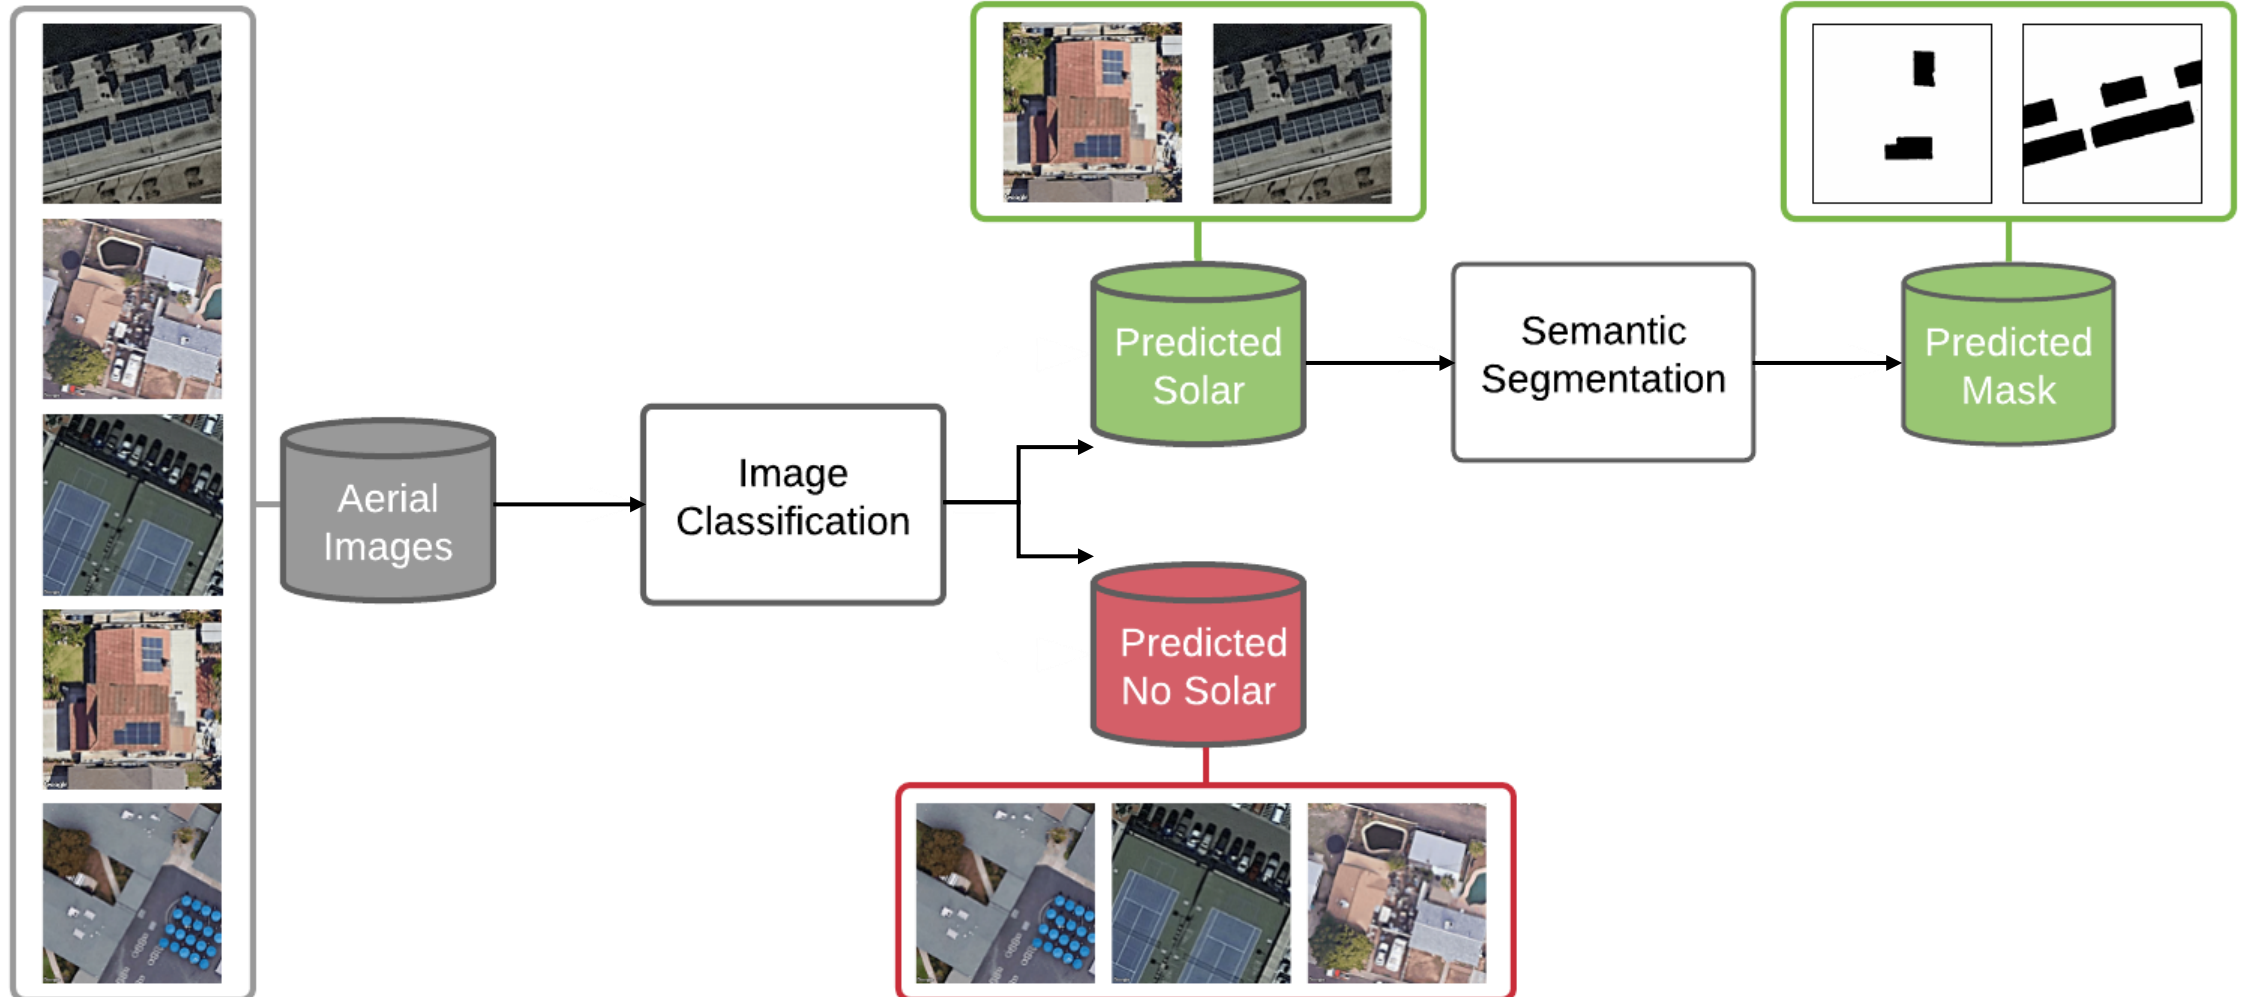 Aerial
Images
Image
Classification
Predicted
Solar
Semantic
Segmentation
Predicted
Mask
Predicted
No Solar